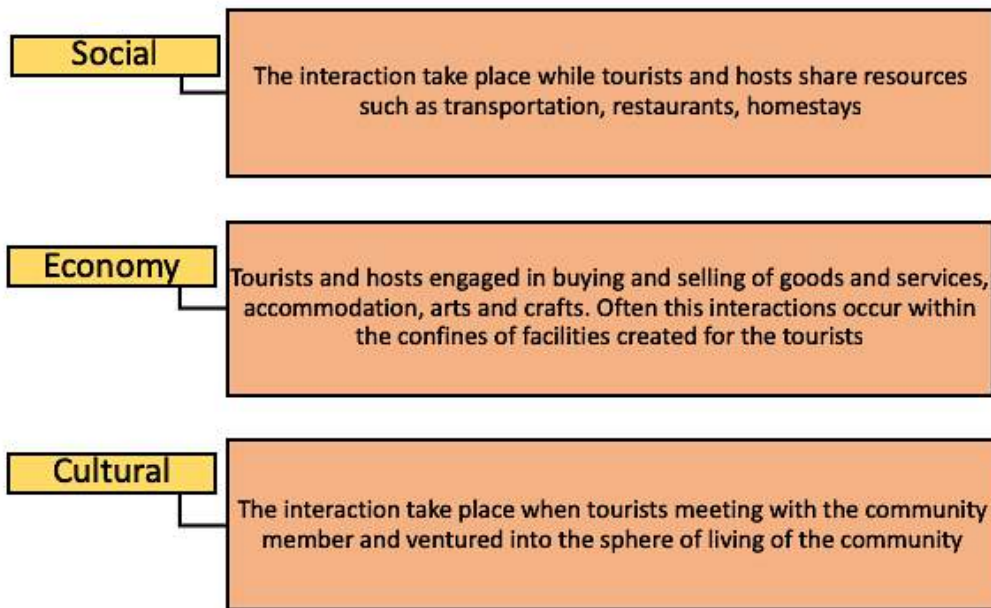 Social
The interaction take place while tourists and hosts share resources
such as transportation, restaurants, homestays
Economy
Tourists and hosts engaged in buying and selling of goods and services,
accommodation, arts and crafts. Often this interactions occur within
the confines of facilities created for the tourists
Cultural
The interaction take place when tourists meeting with the community
member and ventured into the sphere of living of the community